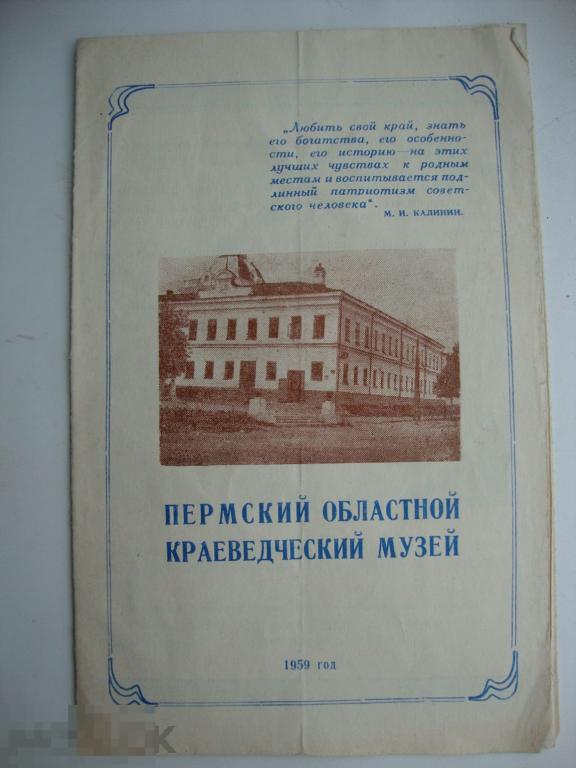 „Любить свой край, знать
его богатства, его особенно-
сти, его историю—на этих
лучших чувствах к родным
местам и воспитывается под-
линный патриотизм совет-
ского человека“.
М. И. КАЛИНИН.
ПЕРМСКИЙ ОБЛАСТНОЙ
КРАЕВЕДЧЕСКИЙ МУЗЕЙ
1959 год